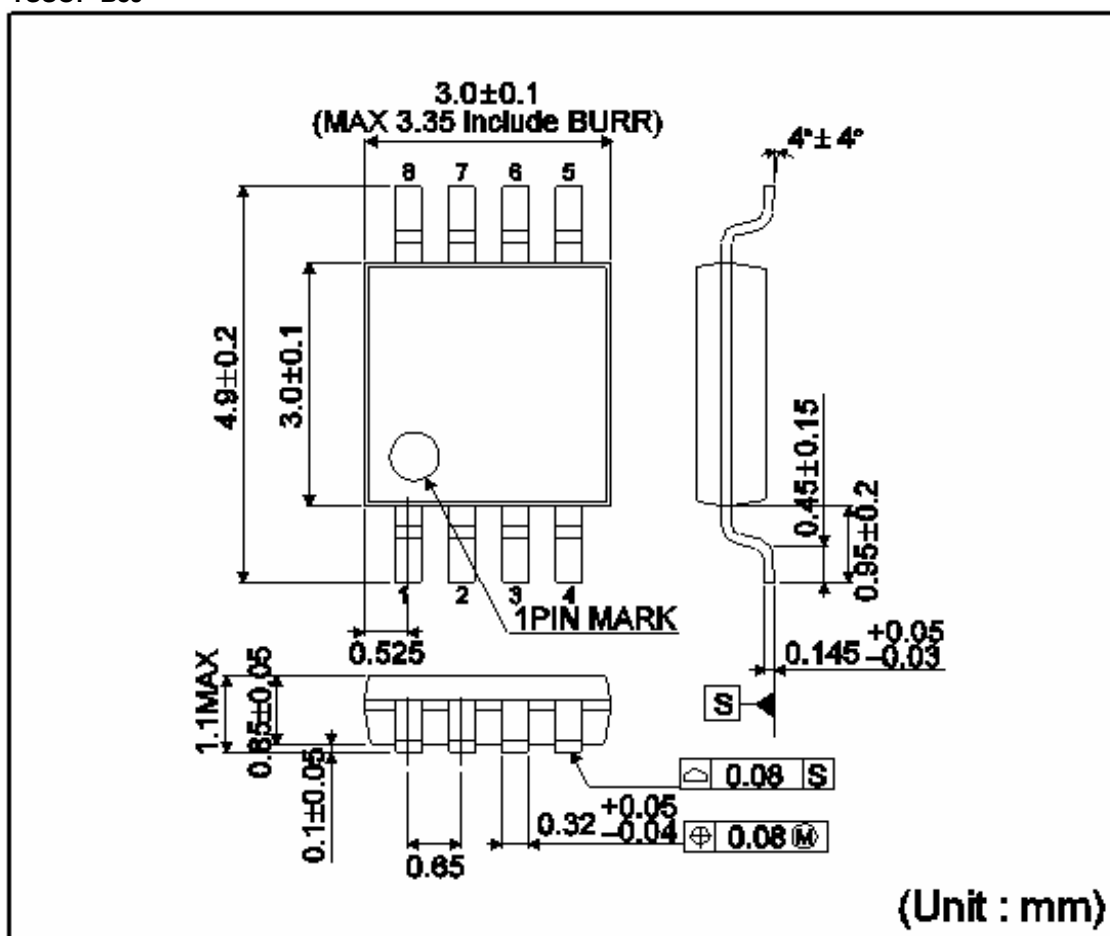 3.0±0.1
(MAX 3.35 Include BURR)
4°±4°
8 7 6 5
4.9±0.2
3.0±0.1
0.45±0.15
0.95±0.2
1 2 3 4
1PIN MARK
0.525
0.145 +0.05 −0.03
S
1.1MAX
0.85±0.05
0.1±0.05
0.08 S
0.32 +0.05 −0.04
0.08 Ⓜ
0.65
(Unit : mm)